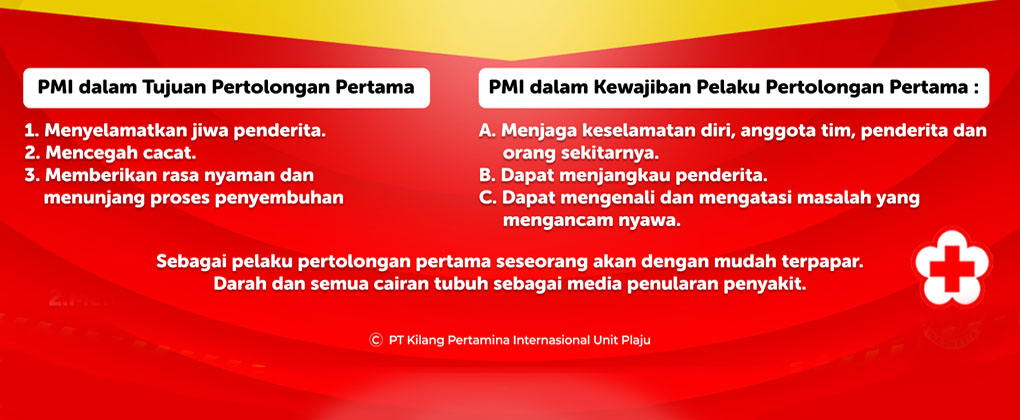 PMI dalam Tujuan Pertolongan Pertama
1. Menyelamatkan jiwa penderita.
2. Mencegah cacat.
3. Memberikan rasa nyaman dan
menunjang proses penyembuhan
PMI dalam Kewajiban Pelaku Pertolongan Pertama :
A. Menjaga keselamatan diri, anggota tim, penderita dan
orang sekitarnya.
B. Dapat menjangkau penderita.
C. Dapat mengenali dan mengatasi masalah yang
mengancam nyawa.
Sebagai pelaku pertolongan pertama seseorang akan dengan mudah terpapar.
Darah dan semua cairan tubuh sebagai media penularan penyakit.
© PT Kilang Pertamina Internasional Unit Plaju